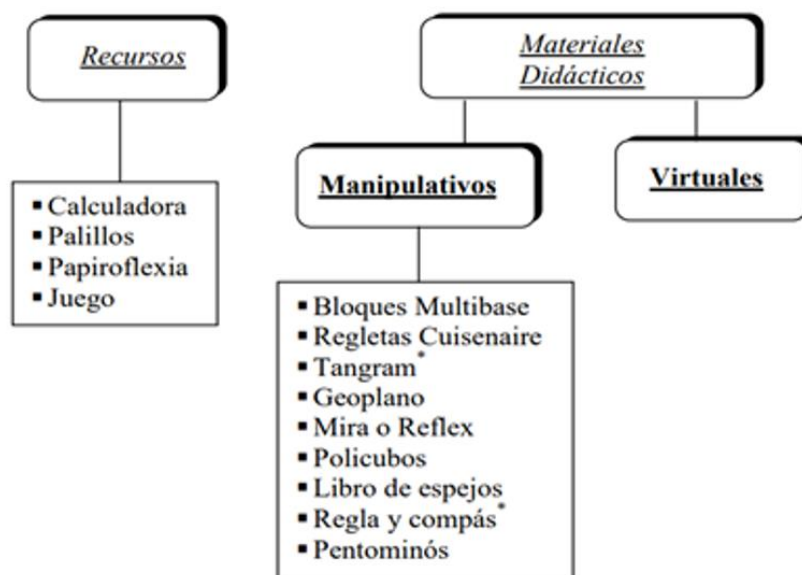 Recursos
Calculadora
Palillos
Papiroflexia
Juego
Materiales
Didácticos
Manipulativos
Virtuales
Bloques Multibase
Regletas Cuisenaire
Tangram*
Geoplano
Mira o Reflex
Policubos
Libro de espejos
Regla y compás*
Pentominós